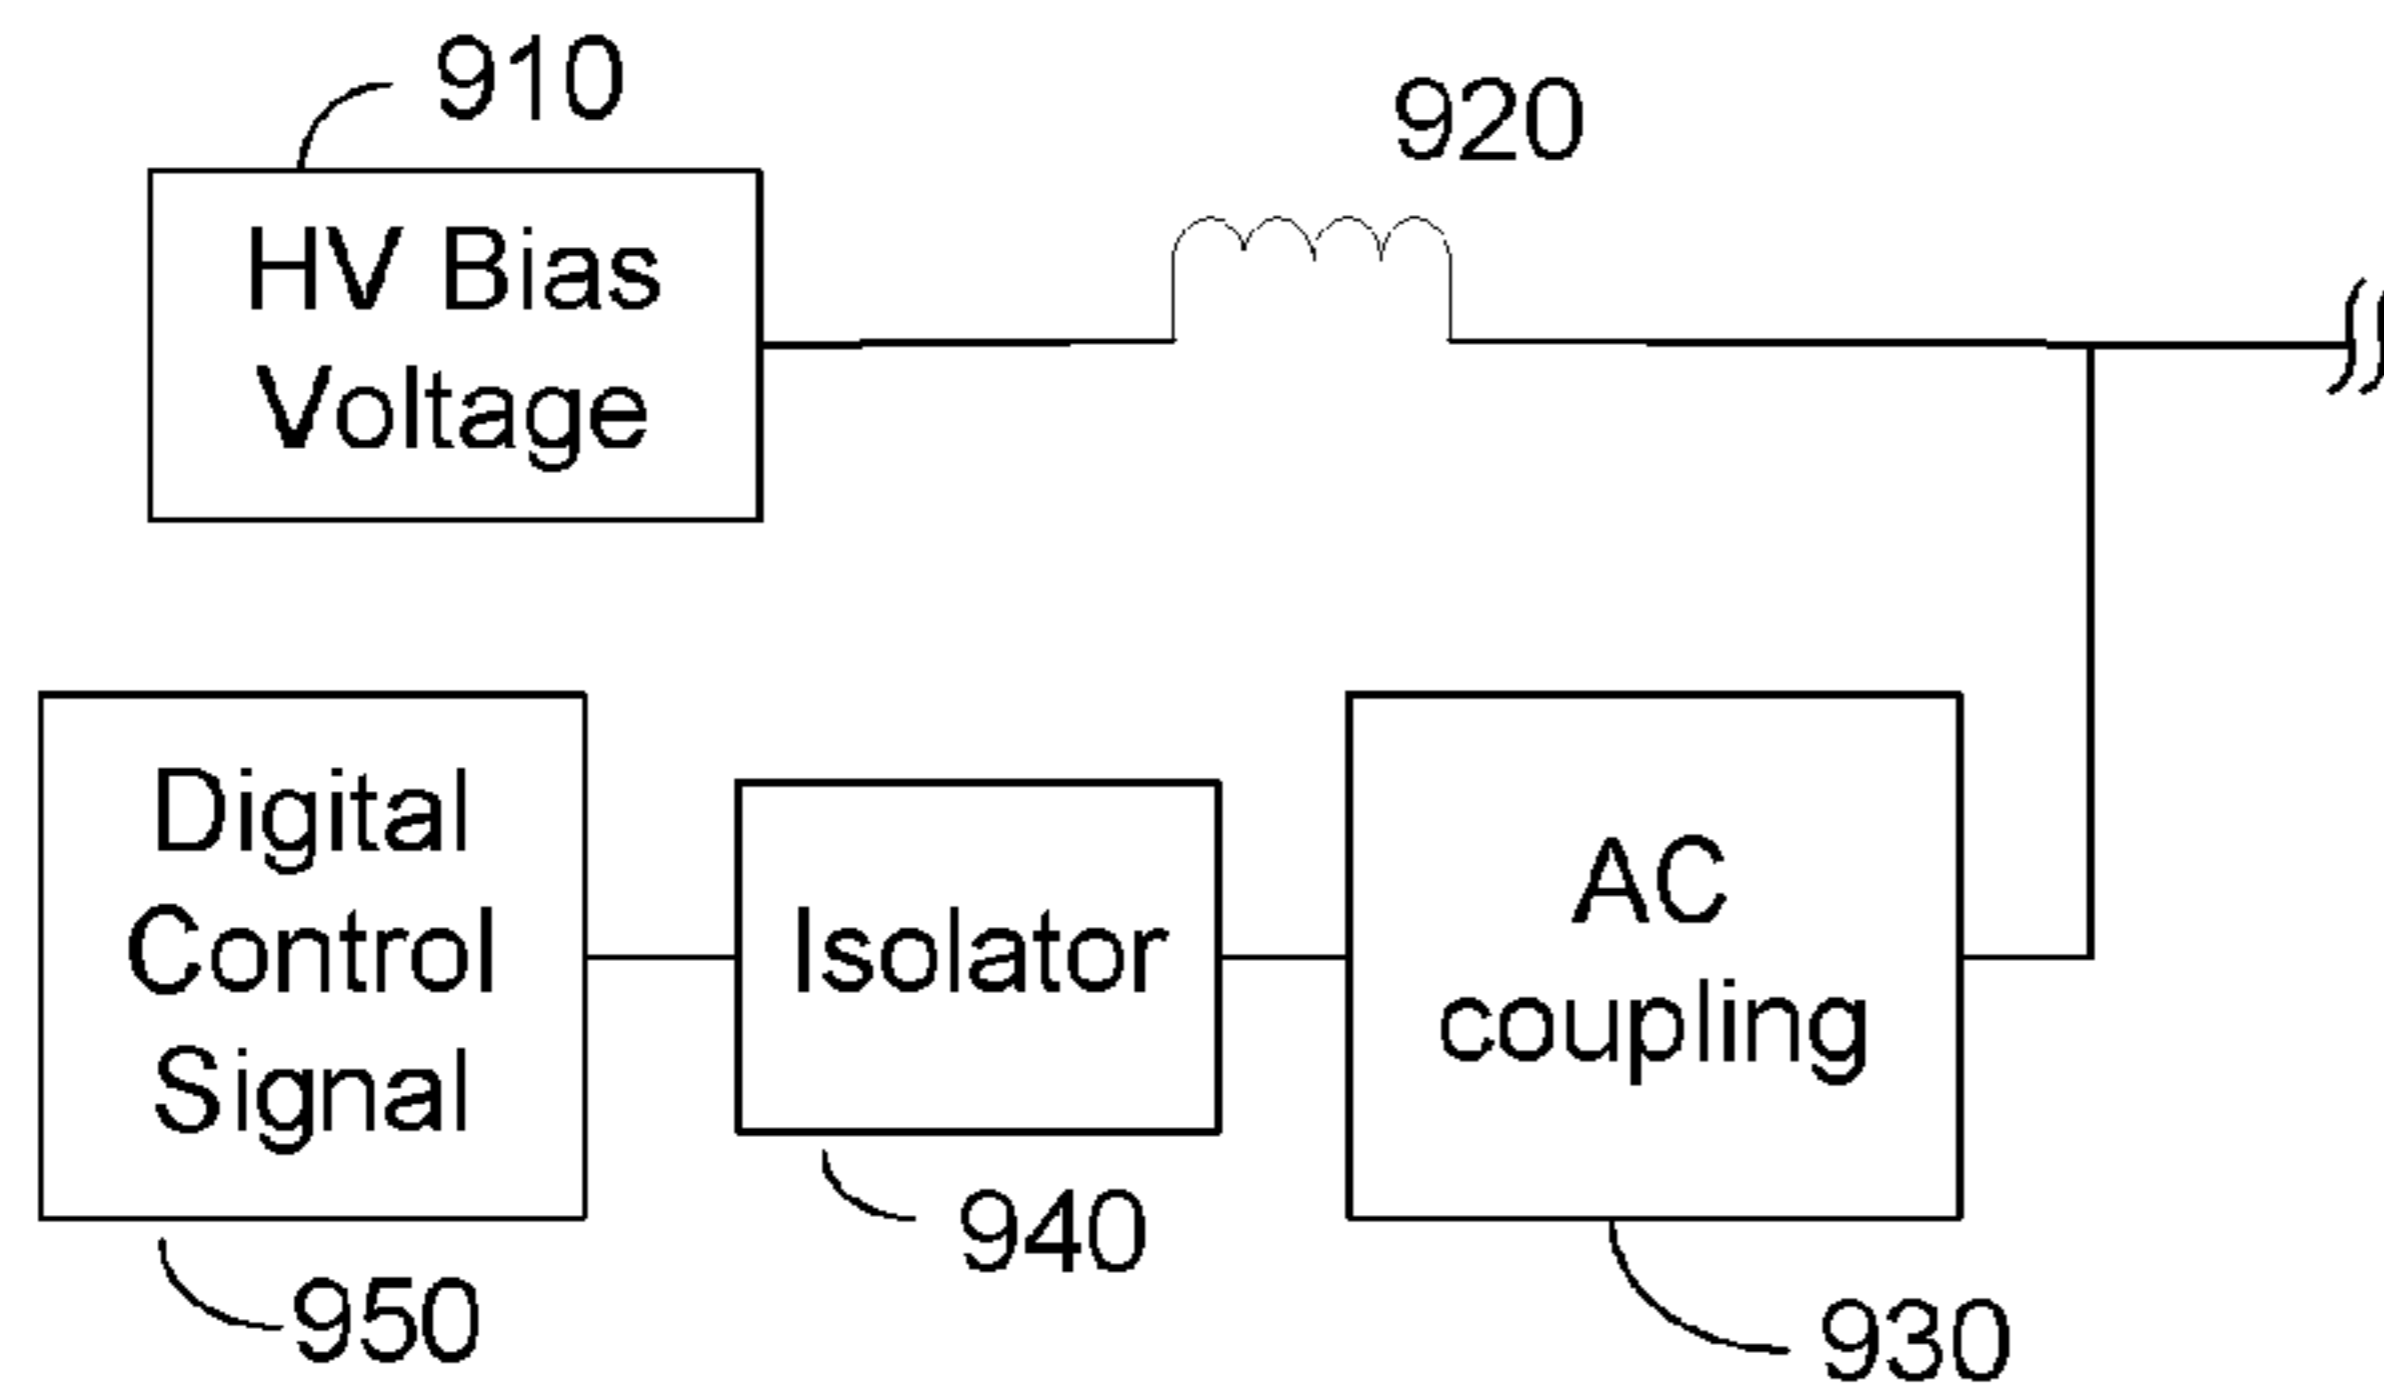 910
920
HV Bias
Voltage
Digital
Control
Signal
Isolator
AC
coupling
940
950
930